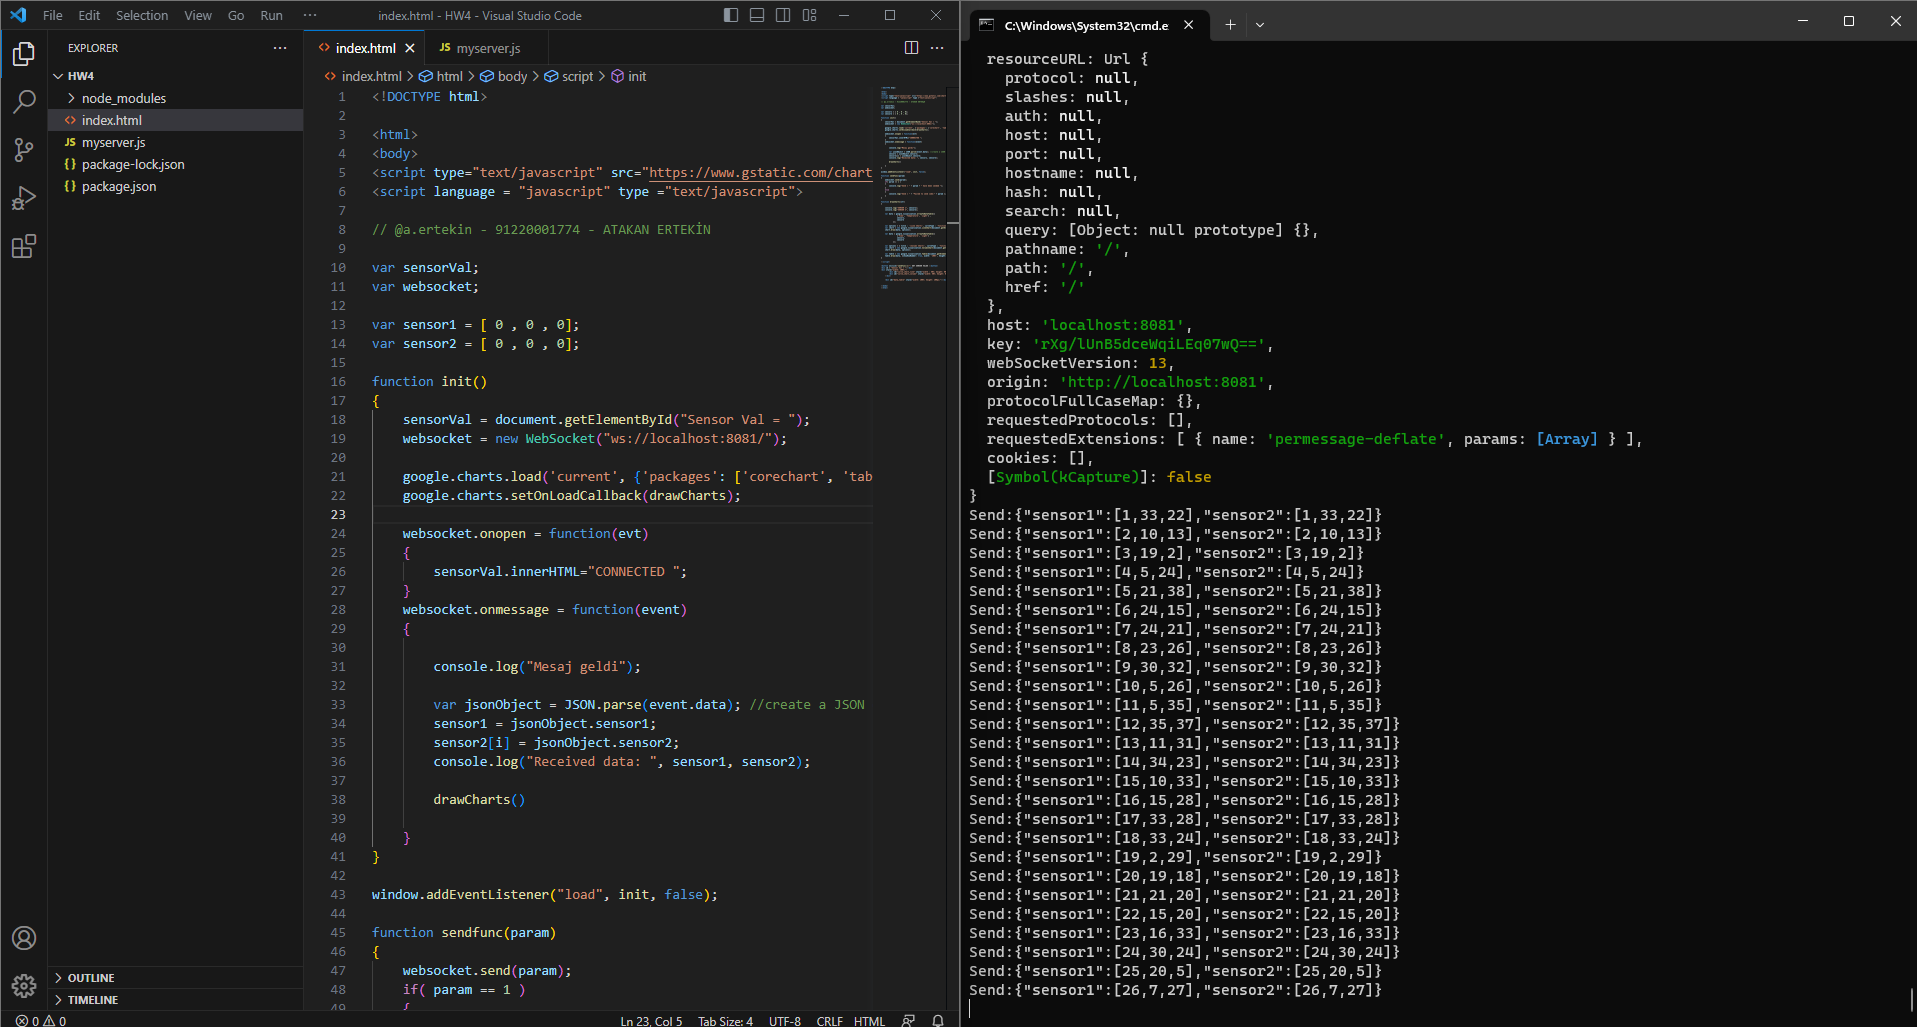 File Edit Selection View Go Run ··· index.html - HW4 - Visual Studio Code
EXPLORER ···
HW4
node_modules
<> index.html
JS myserver.js
{} package-lock.json
{} package.json
OUTLINE
TIMELINE
<> index.html JS myserver.js ···
<> index.html > html > body > script > init
1 <!DOCTYPE html>
2
3 <html>
4 <body>
5 <script type="text/javascript" src="https://www.gstatic.com/chart
6 <script language = "javascript" type ="text/javascript">
7
8 // @a.ertekin - 91220001774 - ATAKAN ERTEKİN
9
10 var sensorVal;
11 var websocket;
12
13 var sensor1 = [ 0 , 0 , 0];
14 var sensor2 = [ 0 , 0 , 0];
15
16 function init()
17 {
18 sensorVal = document.getElementById("Sensor Val = ");
19 websocket = new WebSocket("ws://localhost:8081/");
20
21 google.charts.load('current', {'packages': ['corechart', 'tab
22 google.charts.setOnLoadCallback(drawCharts);
23
24 websocket.onopen = function(evt)
25 {
26 sensorVal.innerHTML="CONNECTED ";
27 }
28 websocket.onmessage = function(event)
29 {
30
31 console.log("Mesaj geldi");
32
33 var jsonObject = JSON.parse(event.data); //create a JSON
34 sensor1 = jsonObject.sensor1;
35 sensor2[i] = jsonObject.sensor2;
36 console.log("Received data: ", sensor1, sensor2);
37
38 drawCharts()
39
40 }
41 }
42
43 window.addEventListener("load", init, false);
44
45 function sendfunc(param)
46 {
47 websocket.send(param);
48 if( param == 1 )
49 {
0 0 Ln 23, Col 5 Tab Size: 4 UTF-8 CRLF HTML
C:\Windows\System32\cmd.e
resourceURL: Url {
protocol: null,
slashes: null,
auth: null,
host: null,
port: null,
hostname: null,
hash: null,
search: null,
query: [Object: null prototype] {},
pathname: '/',
path: '/',
href: '/'
},
host: 'localhost:8081',
key: 'rXg/lUnB5dceWqiLEq07wQ==',
webSocketVersion: 13,
origin: 'http://localhost:8081',
protocolFullCaseMap: {},
requestedProtocols: [],
requestedExtensions: [ { name: 'permessage-deflate', params: [Array] } ],
cookies: [],
[Symbol(kCapture)]: false
}
Send:{"sensor1":[1,33,22],"sensor2":[1,33,22]}
Send:{"sensor1":[2,10,13],"sensor2":[2,10,13]}
Send:{"sensor1":[3,19,2],"sensor2":[3,19,2]}
Send:{"sensor1":[4,5,24],"sensor2":[4,5,24]}
Send:{"sensor1":[5,21,38],"sensor2":[5,21,38]}
Send:{"sensor1":[6,24,15],"sensor2":[6,24,15]}
Send:{"sensor1":[7,24,21],"sensor2":[7,24,21]}
Send:{"sensor1":[8,23,26],"sensor2":[8,23,26]}
Send:{"sensor1":[9,30,32],"sensor2":[9,30,32]}
Send:{"sensor1":[10,5,26],"sensor2":[10,5,26]}
Send:{"sensor1":[11,5,35],"sensor2":[11,5,35]}
Send:{"sensor1":[12,35,37],"sensor2":[12,35,37]}
Send:{"sensor1":[13,11,31],"sensor2":[13,11,31]}
Send:{"sensor1":[14,34,23],"sensor2":[14,34,23]}
Send:{"sensor1":[15,10,33],"sensor2":[15,10,33]}
Send:{"sensor1":[16,15,28],"sensor2":[16,15,28]}
Send:{"sensor1":[17,33,28],"sensor2":[17,33,28]}
Send:{"sensor1":[18,33,24],"sensor2":[18,33,24]}
Send:{"sensor1":[19,2,29],"sensor2":[19,2,29]}
Send:{"sensor1":[20,19,18],"sensor2":[20,19,18]}
Send:{"sensor1":[21,21,20],"sensor2":[21,21,20]}
Send:{"sensor1":[22,15,20],"sensor2":[22,15,20]}
Send:{"sensor1":[23,16,33],"sensor2":[23,16,33]}
Send:{"sensor1":[24,30,24],"sensor2":[24,30,24]}
Send:{"sensor1":[25,20,5],"sensor2":[25,20,5]}
Send:{"sensor1":[26,7,27],"sensor2":[26,7,27]}